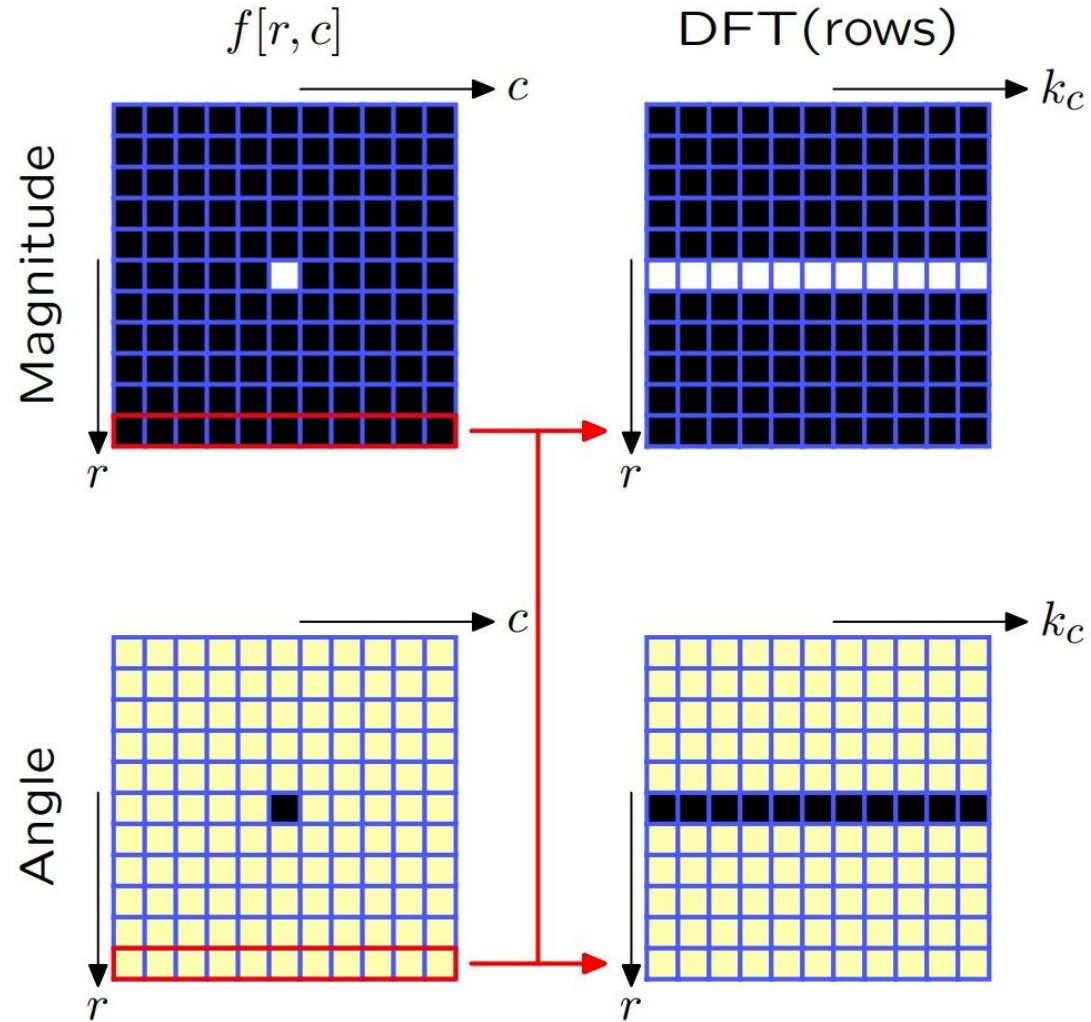 f[r, c]
DFT(rows)
c
k_c
Magnitude
r
r
c
k_c
Angle
r
r